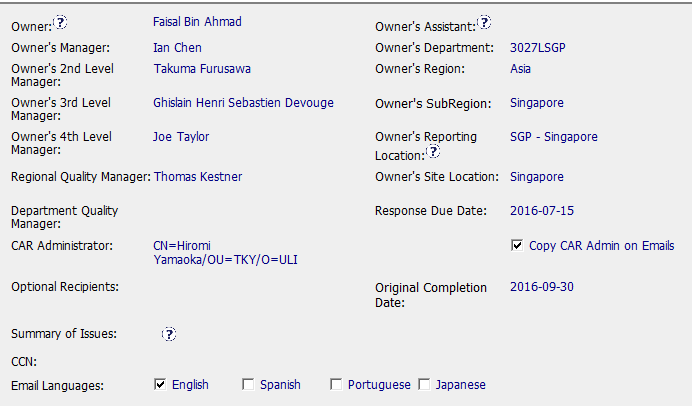 Owner:? Faisal Bin Ahmad Owner's Assistant:?
Owner's Manager: Ian Chen Owner's Department: 3027LSGP
Owner's 2nd Level Takuma Furusawa Owner's Region: Asia
Manager:
Owner's 3rd Level Ghislain Henri Sebastien Devouge Owner's SubRegion: Singapore
Manager:
Owner's 4th Level Joe Taylor Owner's Reporting SGP - Singapore
Manager: Location:?
Regional Quality Manager: Thomas Kestner Owner's Site Location: Singapore
Department Quality Response Due Date: 2016-07-15
Manager:
CAR Administrator: CN=Hiromi Copy CAR Admin on Emails
Yamaoka/OU=TKY/O=ULI
Optional Recipients: Original Completion 2016-09-30
Date:
Summary of Issues: ?
CCN:
Email Languages: English Spanish Portuguese Japanese